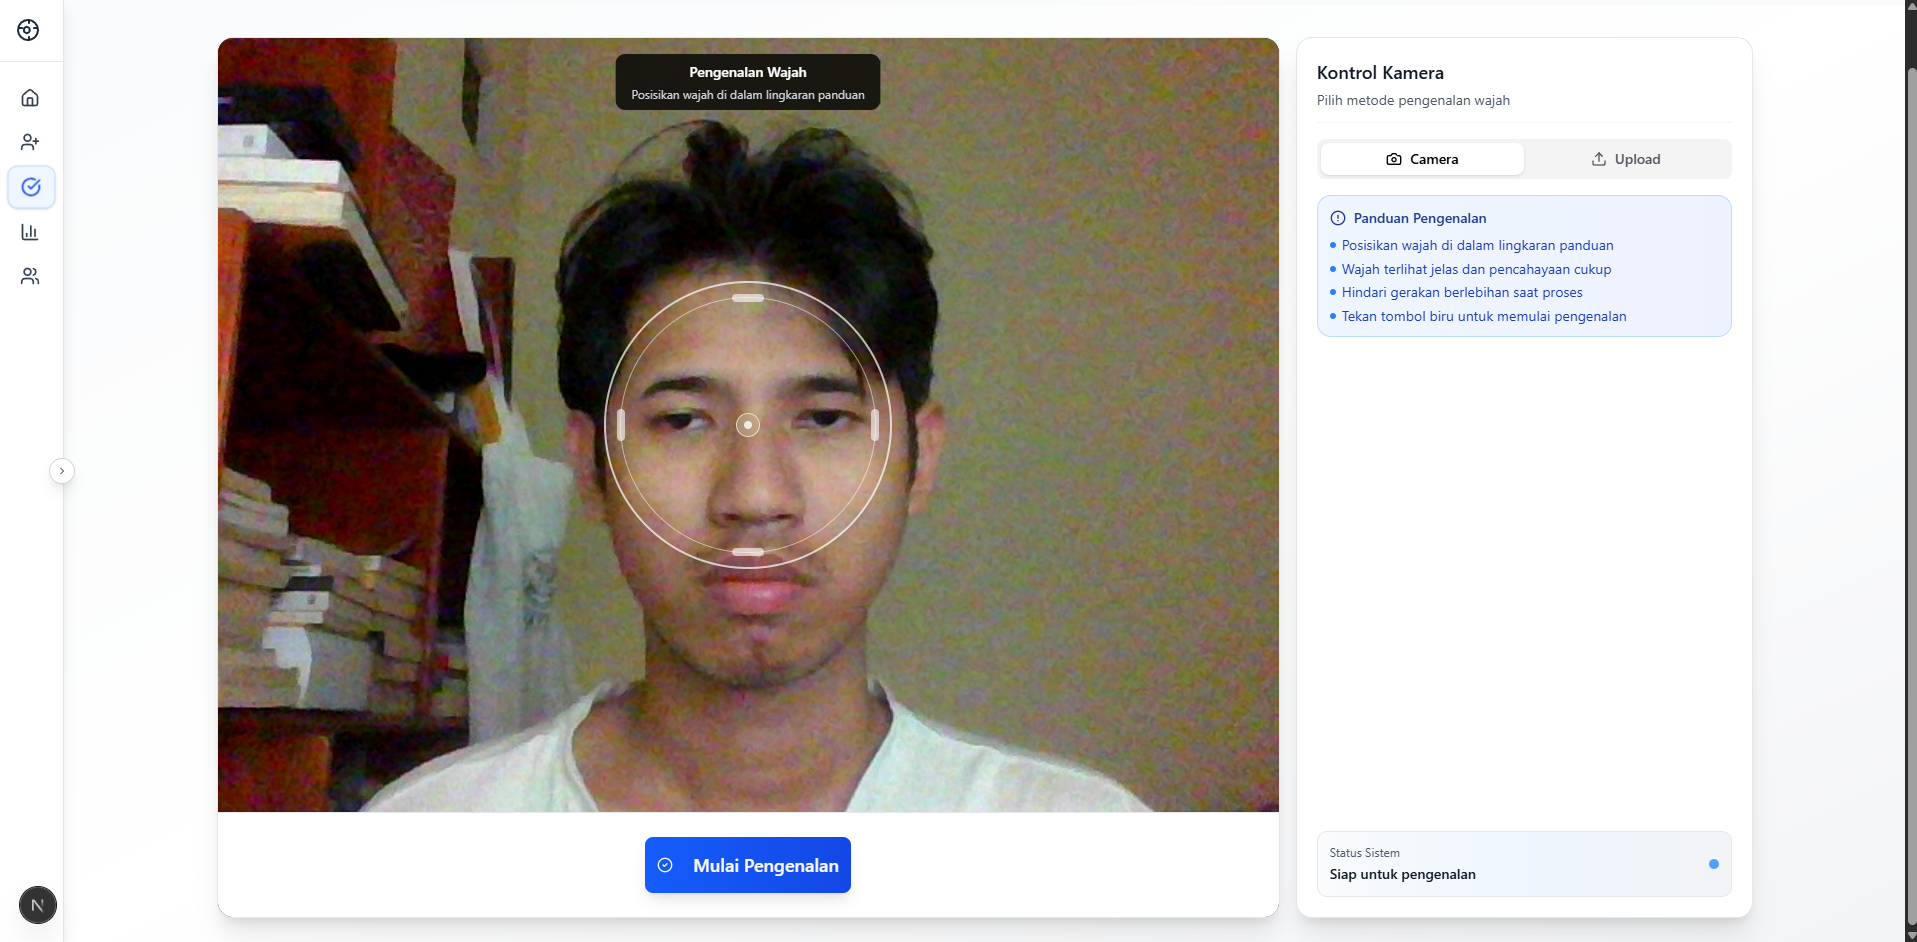 Pengenalan Wajah
Posisikan wajah di dalam lingkaran panduan
Mulai Pengenalan
Kontrol Kamera
Pilih metode pengenalan wajah
Camera
Upload
Panduan Pengenalan
Posisikan wajah di dalam lingkaran panduan
Wajah terlihat jelas dan pencahayaan cukup
Hindari gerakan berlebihan saat proses
Tekan tombol biru untuk memulai pengenalan
Status Sistem
Siap untuk pengenalan
N